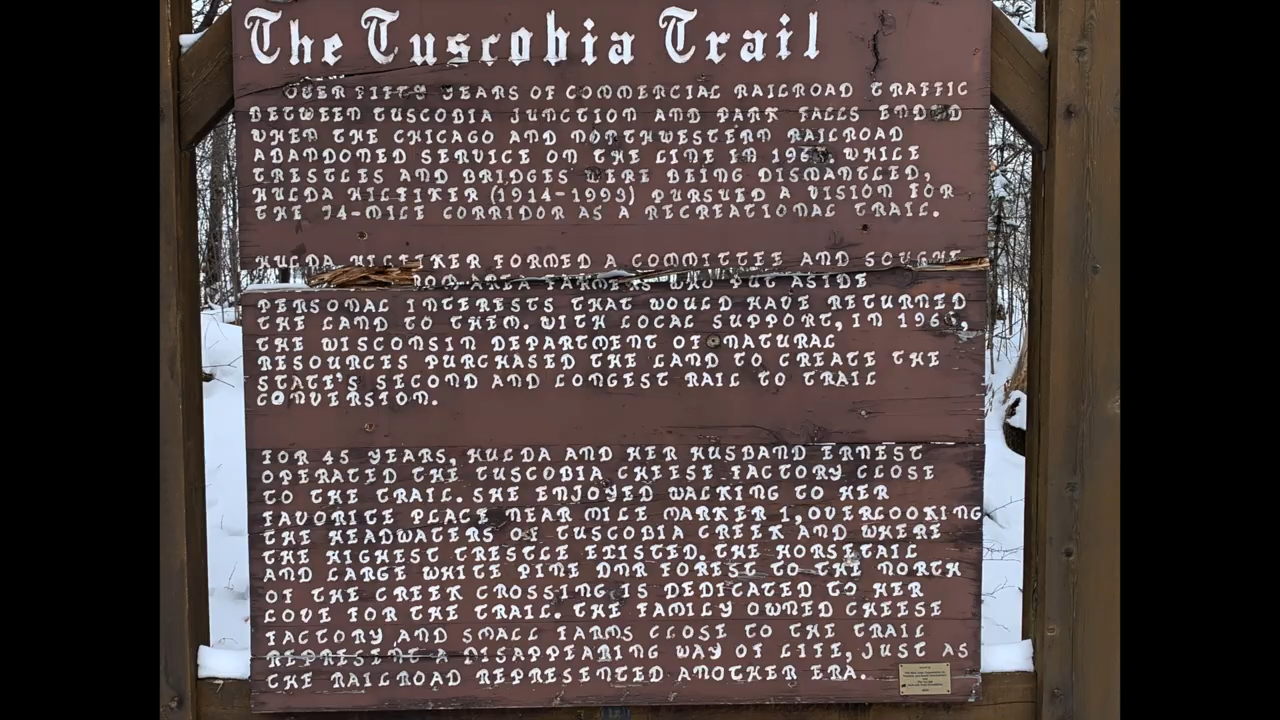 The Tuscobia Trail
OVER FIFTY YEARS OF COMMERCIAL RAILROAD TRAFFIC
BETWEEN TUSCOBIA JUNCTION AND PARK FALLS ENDED
WHEN THE CHICAGO AND NORTHWESTERN RAILROAD
ABANDONED SERVICE ON THE LINE IN WHILE
TRESTLES AND BRIDGES WERE BEING DISMANTLED,
HULDA HILFIKER (1914-1993) PURSUED A VISION FOR
THE 74-MILE CORRIDOR AS A RECREATIONAL TRAIL.
HULDA HILFIKER FORMED A COMMITTEE AND SOUGHT
FROM AREA FARMERS WHO PUT ASIDE
PERSONAL INTERESTS THAT WOULD HAVE RETURNED
THE LAND TO THEM. WITH LOCAL SUPPORT, IN
THE WISCONSIN DEPARTMENT OF NATURAL
RESOURCES PURCHASED THE LAND TO CREATE THE
STATE'S SECOND AND LONGEST RAIL TO TRAIL
CONVERSION.
FOR 45 YEARS, HULDA AND HER HUSBAND ERNEST
OPERATED THE TUSCOBIA CHEESE FACTORY CLOSE
TO THE TRAIL. SHE ENJOYED WALKING TO HER
FAVORITE PLACE NEAR MILE MARKER 1, OVERLOOKING
THE HEADWATERS OF TUSCOBIA CREEK AND WHERE
THE HIGHEST TRESTLE EXISTED. THE HORSETAIL
AND LARGE WHITE PINE DNR FOREST TO THE NORTH
OF THE CREEK CROSSING IS DEDICATED TO HER
LOVE FOR THE TRAIL. THE FAMILY OWNED CHEESE
FACTORY AND SMALL FARMS CLOSE TO THE TRAIL
REPRESENT A DISAPPEARING WAY OF LIFE, JUST AS
THE RAILROAD REPRESENTED ANOTHER ERA.